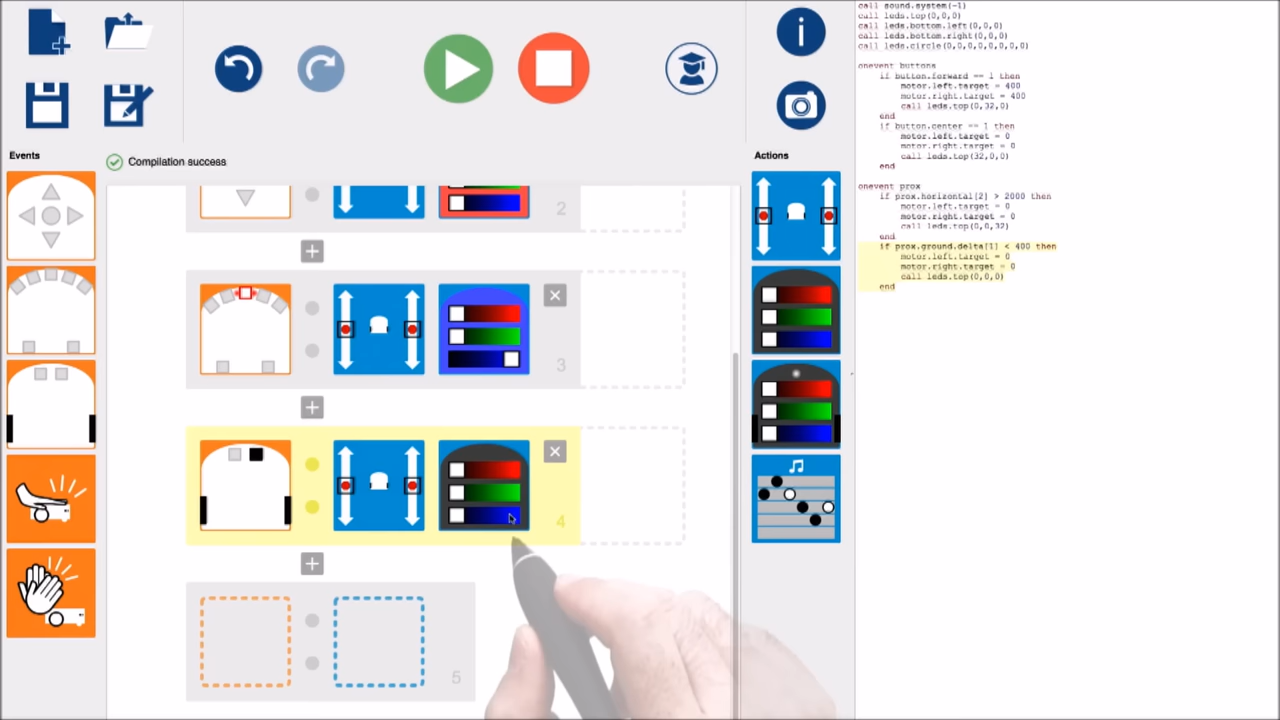 Events
Compilation success
Actions
2
3
4
5
call sound.system(-1)
call leds.top(0,0,0)
call leds.bottom.left(0,0,0)
call leds.bottom.right(0,0,0)
call leds.circle(0,0,0,0,0,0,0,0)
onevent buttons
if button.forward == 1 then
motor.left.target = 400
motor.right.target = 400
call leds.top(0,32,0)
end
if button.center == 1 then
motor.left.target = 0
motor.right.target = 0
call leds.top(32,0,0)
end
onevent prox
if prox.horizontal[2] > 2000 then
motor.left.target = 0
motor.right.target = 0
call leds.top(0,0,32)
end
if prox.ground.delta[1] < 400 then
motor.left.target = 0
motor.right.target = 0
call leds.top(0,0,0)
end